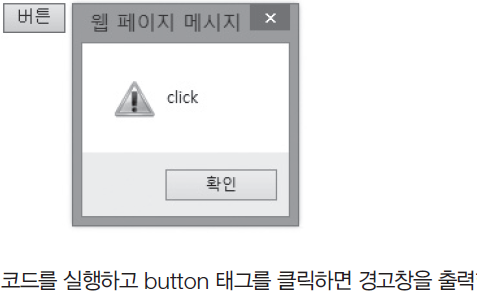 버튼
웹 페이지 메시지
click
확인
코드를 실행하고 button 태그를 클릭하면 경고창을 출력